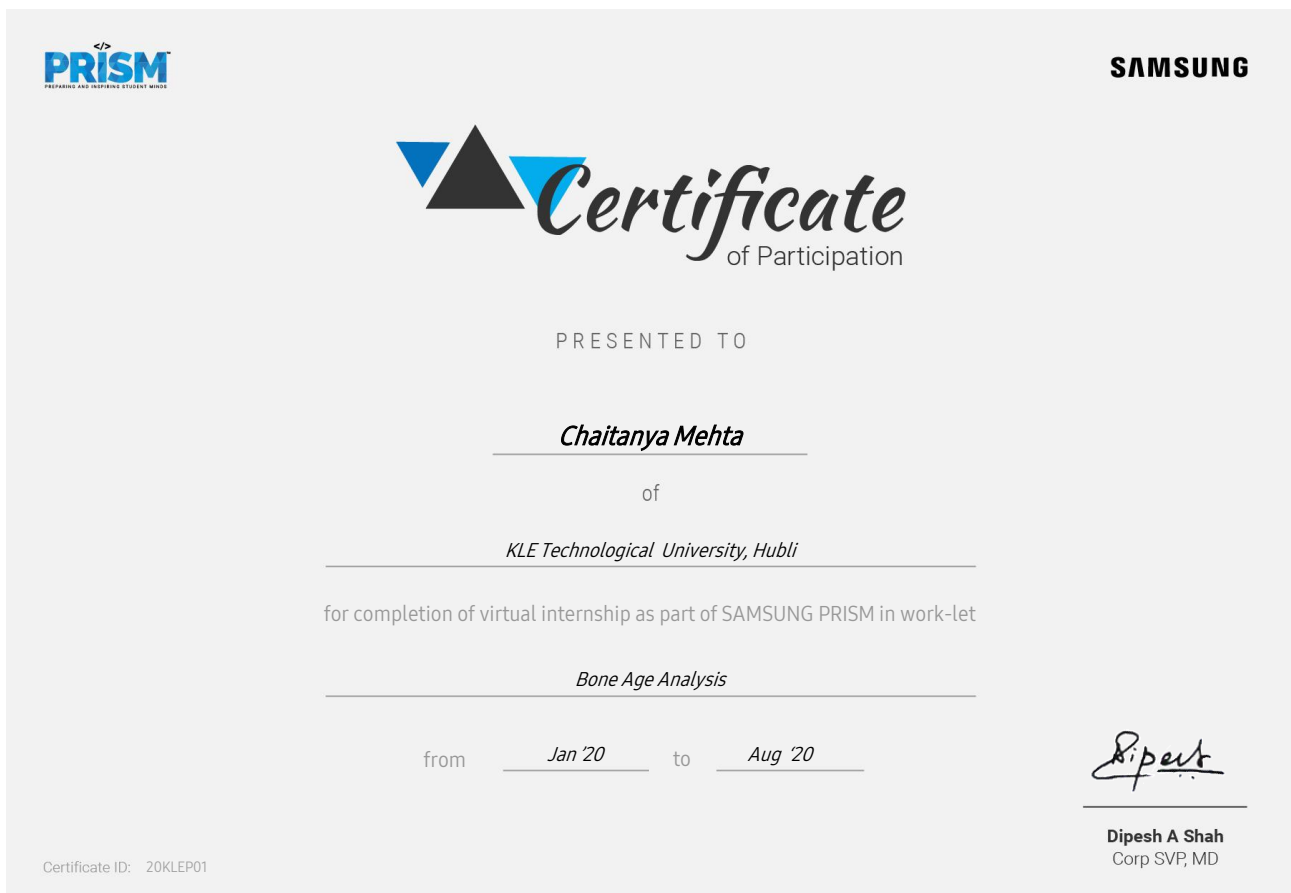 </>
PRISM™
PREPARING AND INSPIRING STUDENT MINDS
SAMSUNG
Certificate
of Participation
PRESENTED TO
Chaitanya Mehta
of
KLE Technological University, Hubli
for completion of virtual internship as part of SAMSUNG PRISM in work-let
Bone Age Analysis
from Jan '20 to Aug '20
Dipesh
Dipesh A Shah
Corp SVP, MD
Certificate ID: 20KLEP01